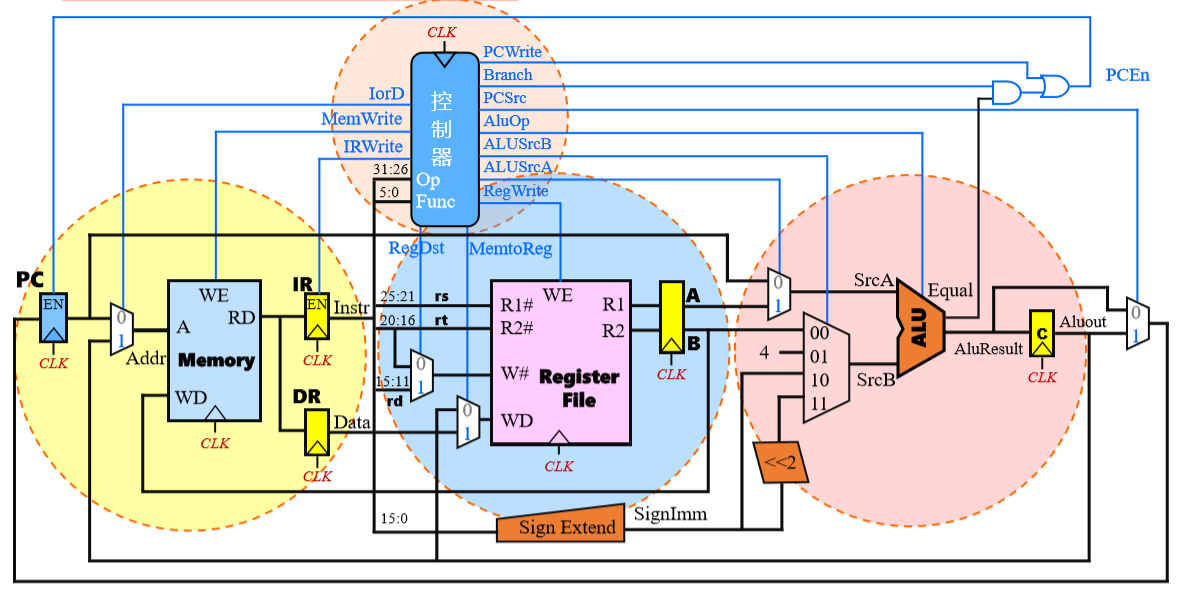 CLK
PCWrite
Branch
PCEn
PCSrc
IorD
控
制
器
AluOp
MemWrite
ALUSrcB
IRWrite
ALUSrcA
31:26
Op
RegWrite
5:0
Func
RegDst
MemtoReg
PC
EN
CLK
0
1
Addr
WE
A
RD
Memory
WD
CLK
IR
EN
Instr
CLK
DR
Data
CLK
25:21
rs
20:16
rt
0
1
15:11
rd
0
1
WE
R1#
R1
R2#
R2
W#
Register
File
WD
CLK
A
B
CLK
15:0
Sign Extend
SignImm
0
1
SrcA
4
00
01
10
11
SrcB
<<2
ALU
Equal
AluResult
C
CLK
Aluout
0
1